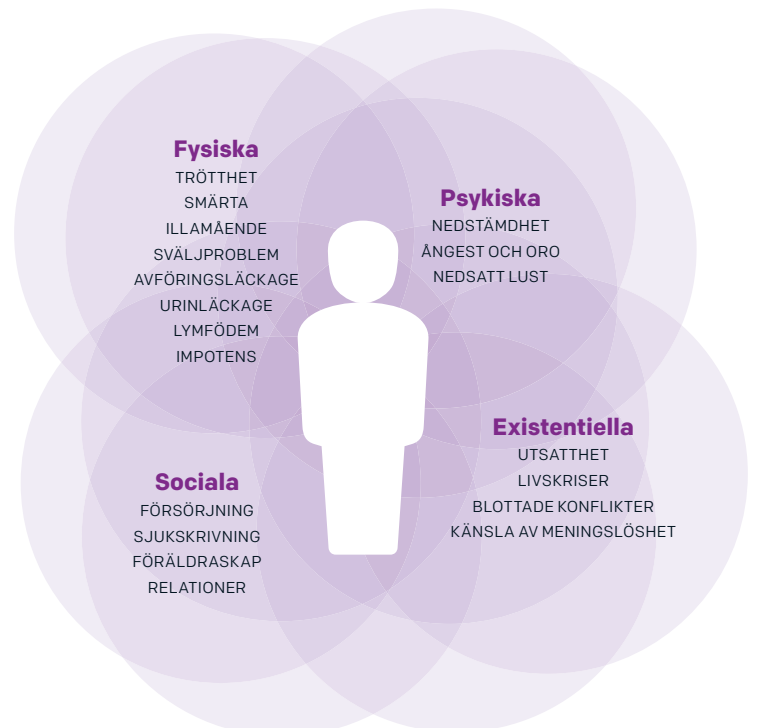 Fysiska
TRÖTTHET
SMÄRTA
ILLAMÅENDE
SVÄLJPROBLEM
AVFÖRINGSLÄCKAGE
URINLÄCKAGE
LYMFÖDEM
IMPOTENS
Psykiska
NEDSTÄMDHET
ÅNGEST OCH ORO
NEDSATT LUST
Sociala
FÖRSÖRJNING
SJUKSKRIVNING
FÖRÄLDRASKAP
RELATIONER
Existentiella
UTSATTHET
LIVSKRISER
BLOTTADE KONFLIKTER
KÄNSLA AV MENINGSLÖSHET